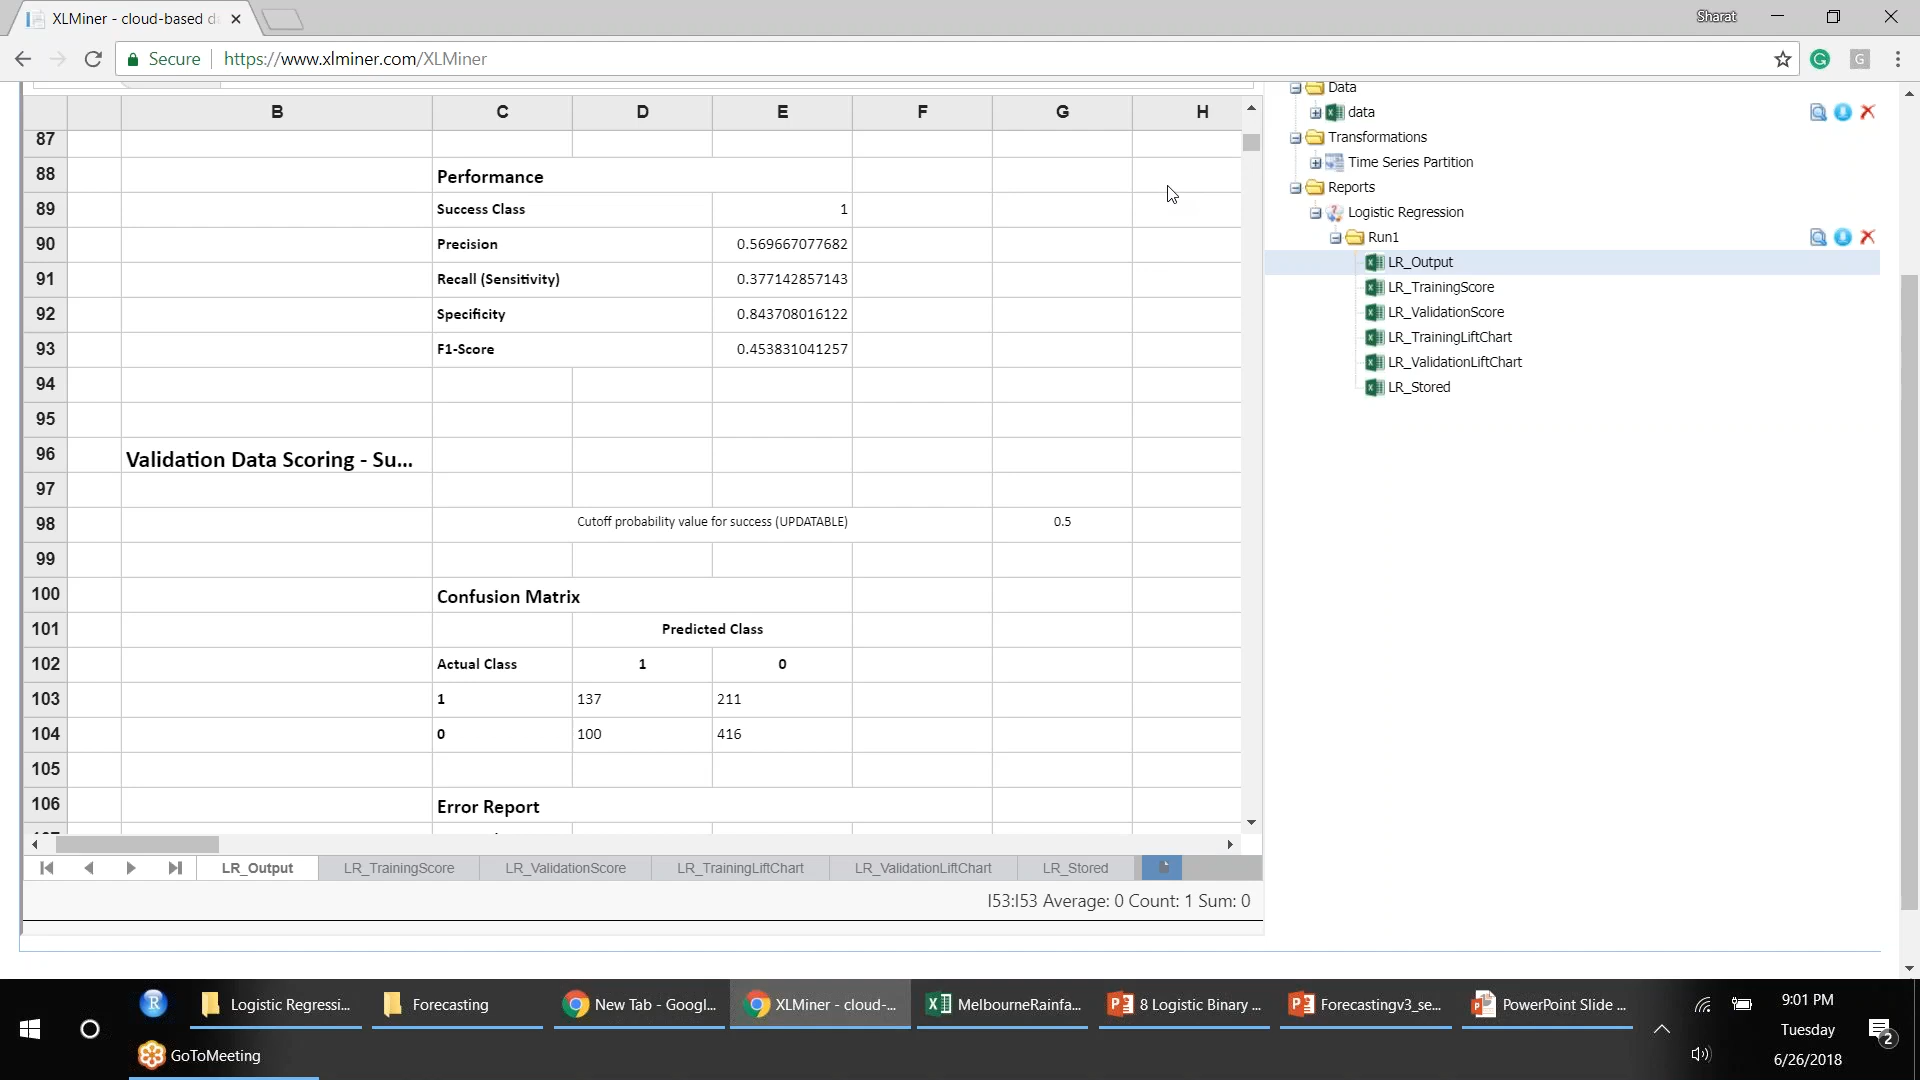 XLMiner - cloud-based d
Sharat
Secure
https://www.xlminer.com/XLMiner
B C D E F G H
87
88 Performance
89 Success Class 1
90 Precision 0.569667077682
91 Recall (Sensitivity) 0.377142857143
92 Specificity 0.843708016122
93 F1-Score 0.453831041257
94
95
96 Validation Data Scoring - Su...
97
98 Cutoff probability value for success (UPDATABLE) 0.5
99
100 Confusion Matrix
101 Predicted Class
102 Actual Class 1 0
103 1 137 211
104 0 100 416
105
106 Error Report
Data
data
Transformations
Time Series Partition
Reports
Logistic Regression
Run1
LR_Output
LR_TrainingScore
LR_ValidationScore
LR_TrainingLiftChart
LR_ValidationLiftChart
LR_Stored
LR_Output LR_TrainingScore LR_ValidationScore LR_TrainingLiftChart LR_ValidationLiftChart LR_Stored
I53:I53 Average: 0 Count: 1 Sum: 0
Logistic Regressi...
Forecasting
New Tab - Googl...
XLMiner - cloud-...
MelbourneRainfa...
8 Logistic Binary ...
Forecastingv3_se...
PowerPoint Slide ...
GoToMeeting
9:01 PM
Tuesday
6/26/2018
2